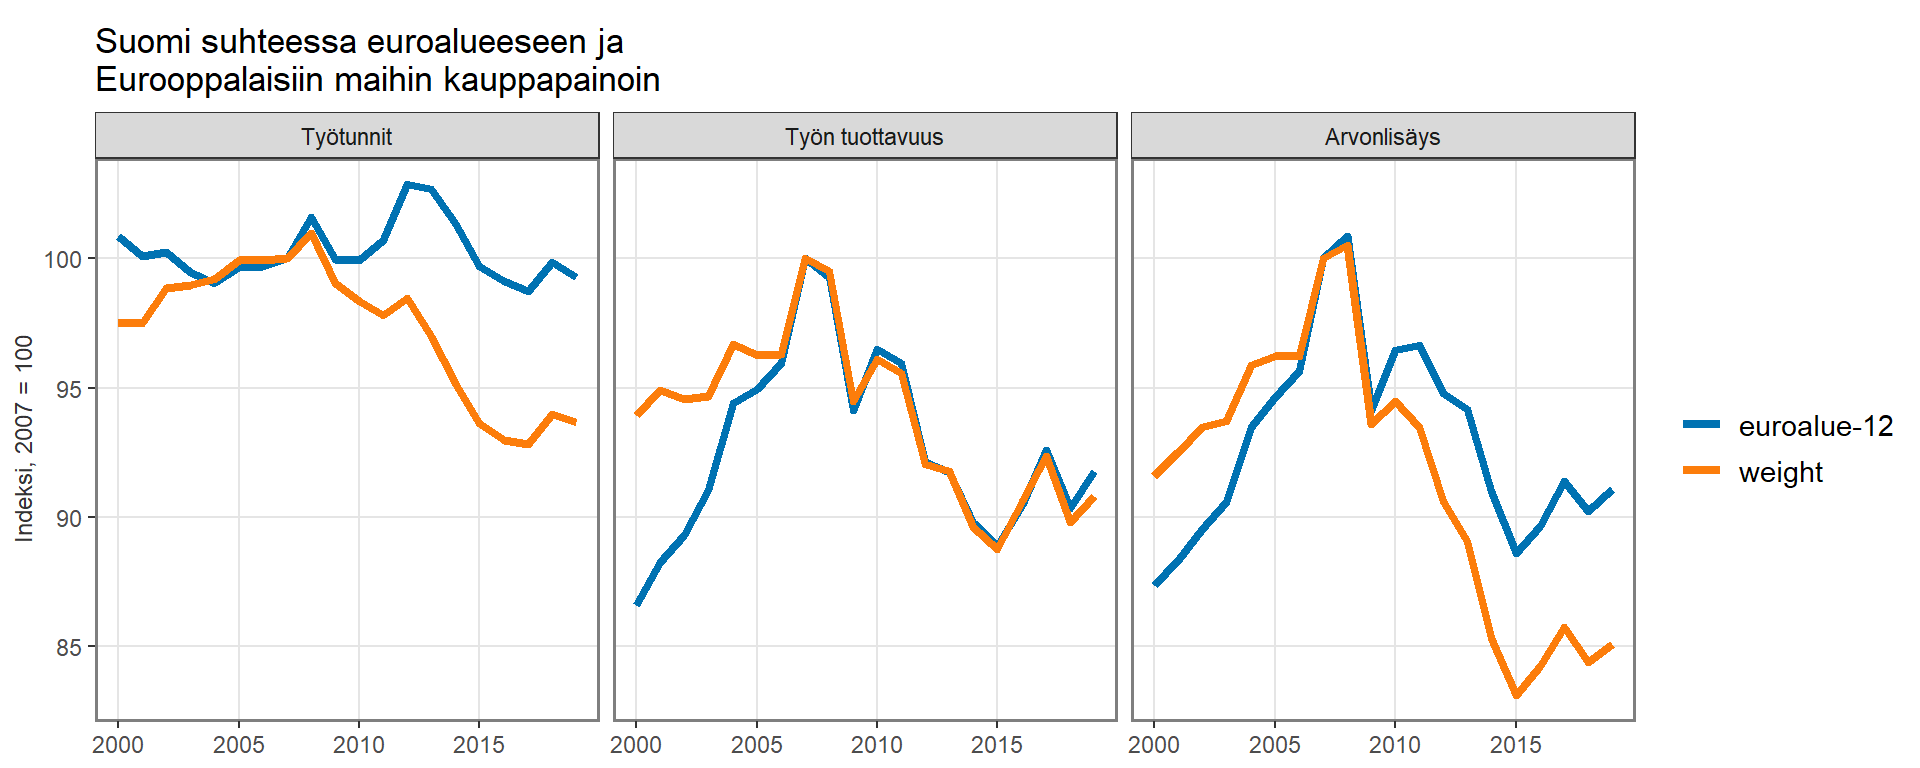 Suomi suhteessa euroalueeseen ja
Eurooppalaisiin maihin kauppapainoin
Työtunnit
Työn tuottavuus
Arvonlisäys
Indeksi, 2007 = 100
100
95
90
85
2000 2005 2010 2015
2000 2005 2010 2015
2000 2005 2010 2015
euroalue-12
weight